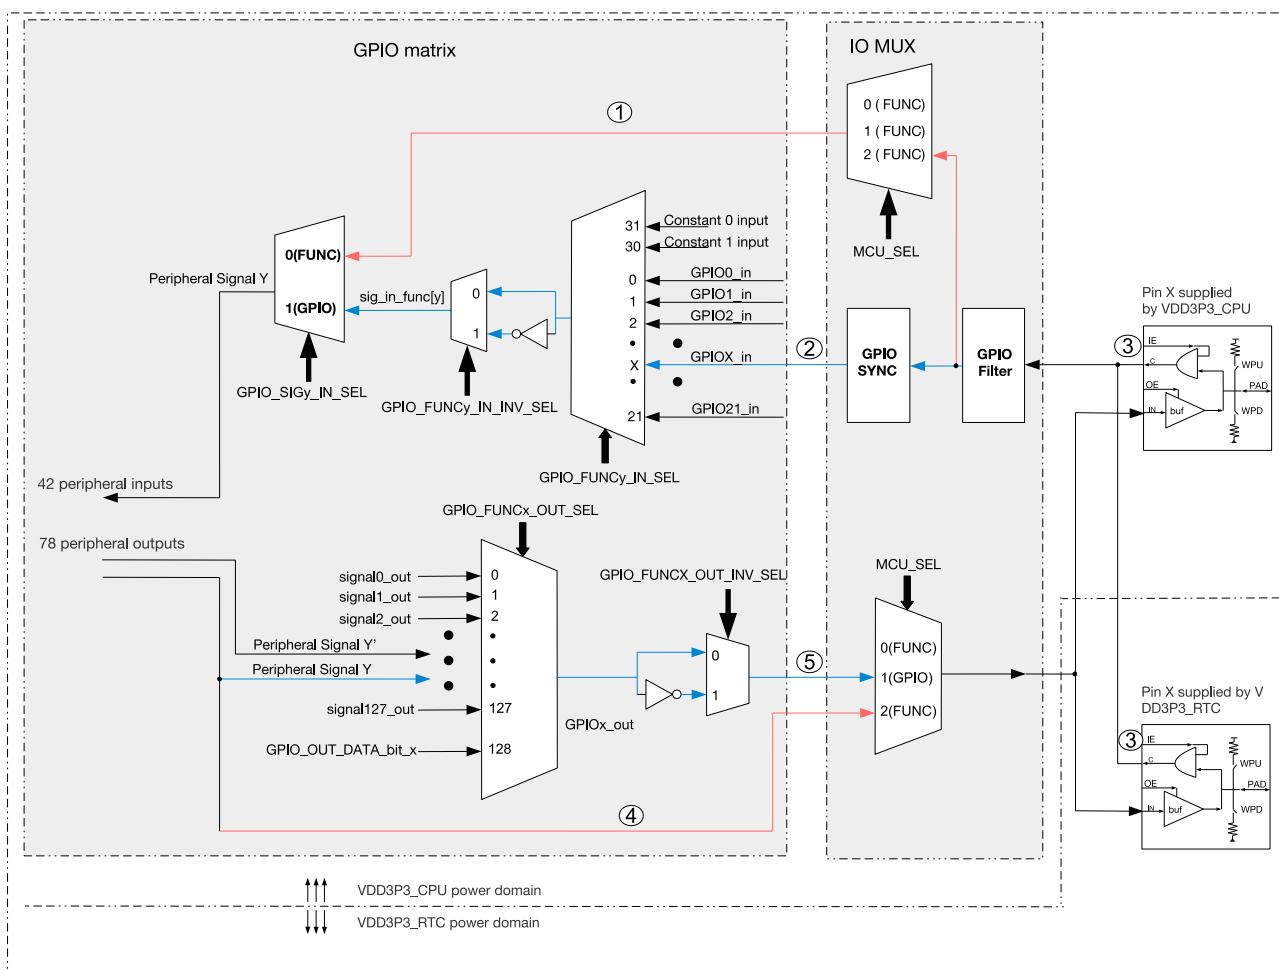 GPIO matrix
IO MUX
①
0 ( FUNC)
1 ( FUNC)
2 ( FUNC)
MCU_SEL
31
Constant 0 input
30
Constant 1 input
0
GPIO0_in
1
GPIO1_in
2
GPIO2_in
X
GPIOX_in
21
GPIO21_in
②
GPIO
SYNC
GPIO
Filter
0(FUNC)
1(GPIO)
Peripheral Signal Y
sig_in_func[y]
0
1
GPIO_SIGy_IN_SEL
GPIO_FUNCy_IN_INV_SEL
GPIO_FUNCy_IN_SEL
Pin X supplied
by VDD3P3_CPU
③
IE
C
OE
IN
buf
WPU
PAD
WPD
42 peripheral inputs
78 peripheral outputs
GPIO_FUNCx_OUT_SEL
signal0_out
0
signal1_out
1
signal2_out
2
Peripheral Signal Y'
Peripheral Signal Y
signal127_out
127
GPIO_OUT_DATA_bit_x
128
GPIOx_out
GPIO_FUNCX_OUT_INV_SEL
0
1
⑤
MCU_SEL
0(FUNC)
1(GPIO)
2(FUNC)
④
Pin X supplied by V
DD3P3_RTC
③
IE
C
OE
IN
buf
WPU
PAD
WPD
VDD3P3_CPU power domain
VDD3P3_RTC power domain